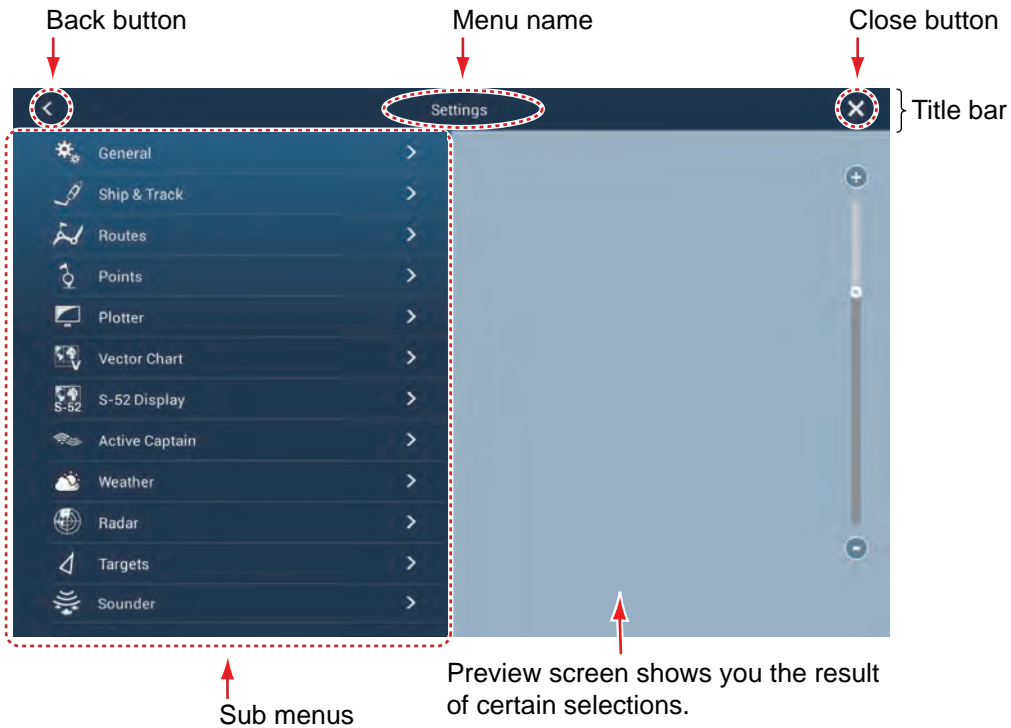 Back button
Menu name
Close button
Settings
Title bar
General
Ship & Track
Routes
Points
Plotter
Vector Chart
S-52
S-52 Display
Active Captain
Weather
Radar
Targets
Sounder
Sub menus
Preview screen shows you the result
of certain selections.